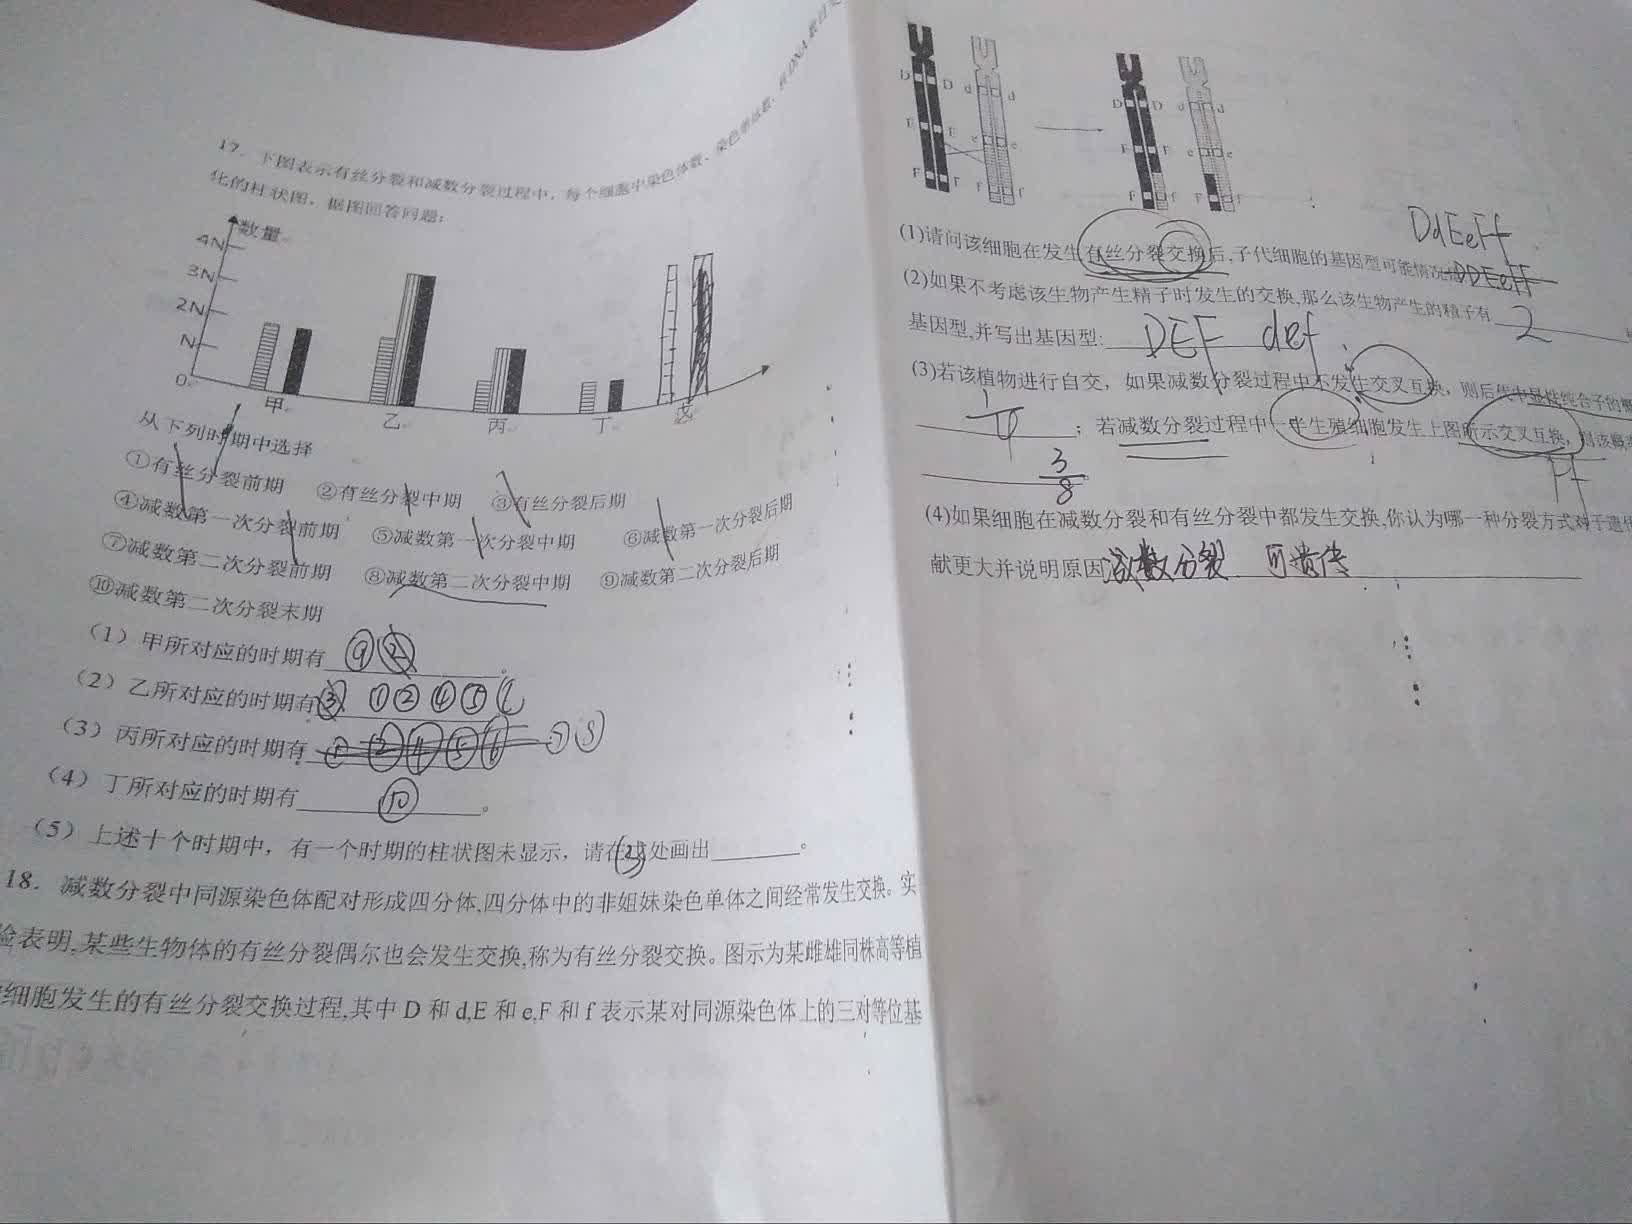 17. 下图表示有丝分裂和减数分裂过程中，每个细胞中染色体数、染色单体数、核DNA数目
化的柱状图，据图回答问题：
数量
4N
3N
2N
N
0
甲
乙
丙
丁
戊
从下列时期中选择
①有丝分裂前期 ②有丝分裂中期 ③有丝分裂后期
④减数第一次分裂前期 ⑤减数第一次分裂中期 ⑥减数第一次分裂后期
⑦减数第二次分裂前期 ⑧减数第二次分裂中期 ⑨减数第二次分裂后期
⑩减数第二次分裂末期
（1）甲所对应的时期有 ⑨ ②。
（2）乙所对应的时期有 ③ ① ② ④ ⑤
（3）丙所对应的时期有 ① ② ④ ⑤ ⑥ ⑦ ⑧
（4）丁所对应的时期有 ⑩。
（5）上述十个时期中，有一个时期的柱状图未显示，请在戊处画出。
18. 减数分裂中同源染色体配对形成四分体,四分体中的非姐妹染色单体之间经常发生交换。实
验表明,某些生物体的有丝分裂偶尔也会发生交换,称为有丝分裂交换。图示为某雌雄同株高等植
细胞发生的有丝分裂交换过程,其中 D 和 d,E 和 e,F 和 f 表示某对同源染色体上的三对等位基
D D d d
E E e e
F F f f
D D d d
E E e e
f F f
DdEeFf
(1)请问该细胞在发生有丝分裂交换后,子代细胞的基因型可能情况是
(2)如果不考虑该生物产生精子时发生的交换,那么该生物产生的精子有 2
基因型,并写出基因型: DEF def
(3)若该植物进行自交，如果减数分裂过程中不发生交叉互换，则后代中显性纯合子的概
；若减数分裂过程中一半生殖细胞发生上图所示交叉互换，则该概率
3/8
(4)如果细胞在减数分裂和有丝分裂中都发生交换,你认为哪一种分裂方式对于遗传
献更大并说明原因 减数分裂 可遗传